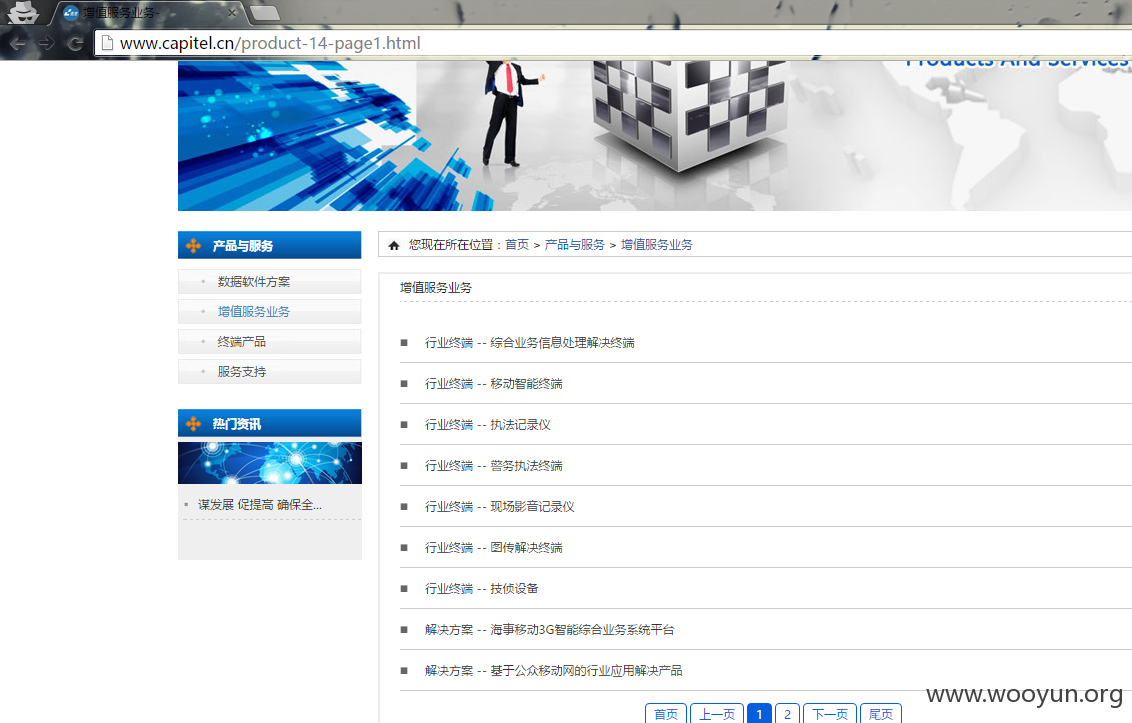 增值服务业务-
www.capitel.cn/product-14-page1.html
Products And Services
产品与服务
数据软件方案
增值服务业务
终端产品
服务支持
热门资讯
谋发展 促提高 确保全...
您现在所在位置：首页 > 产品与服务 > 增值服务业务
增值服务业务
行业终端 -- 综合业务信息处理解决终端
行业终端 -- 移动智能终端
行业终端 -- 执法记录仪
行业终端 -- 警务执法终端
行业终端 -- 现场影音记录仪
行业终端 -- 图传解决终端
行业终端 -- 技侦设备
解决方案 -- 海事移动3G智能综合业务系统平台
解决方案 -- 基于公众移动网的行业应用解决产品
首页 上一页 1 2 下一页 尾页
www.wooyun.org